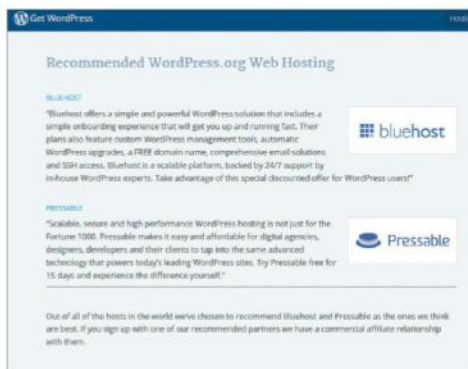 Get WordPress
Recommended WordPress.org Web Hosting
BLUEHOST
"Bluehost offers a simple and powerful WordPress solution that includes a
simple onboarding experience that will get you up and running fast. Their
plans also feature custom WordPress management tools, automatic
WordPress upgrades, a FREE domain name, comprehensive email solutions
and SSH access. Bluehost is a scalable platform, backed by 24/7 support by
in-house WordPress experts. Take advantage of this special discounted offer for WordPress users!"
bluehost
PRESSABLE
"Scalable, secure and high performance WordPress hosting is not just for the
Fortune 1000. Pressable makes it easy and affordable for digital agencies,
designers, developers and their clients to tap into the same advanced
technology that powers today's leading WordPress sites. Try Pressable free for
15 days and experience the difference yourself."
Pressable
Out of all of the hosts in the world we've chosen to recommend Bluehost and Pressable as the ones we think
are best. If you sign up with one of our recommended partners we have a commercial affiliate relationship
with them.